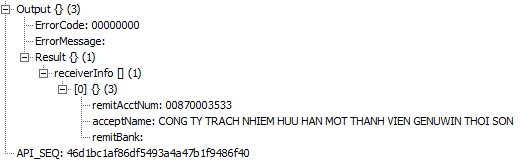 Output {} (3)
ErrorCode: 00000000
ErrorMessage:
Result {} (1)
receiverInfo [] (1)
[0] {} (3)
remitAcctNum: 00870003533
acceptName: CONG TY TRACH NHIEM HUU HAN MOT THANH VIEN GENUWIN THOI SON
remitBank:
API_SEQ: 46d1bc1af86df5493a4a47b1f9486f40